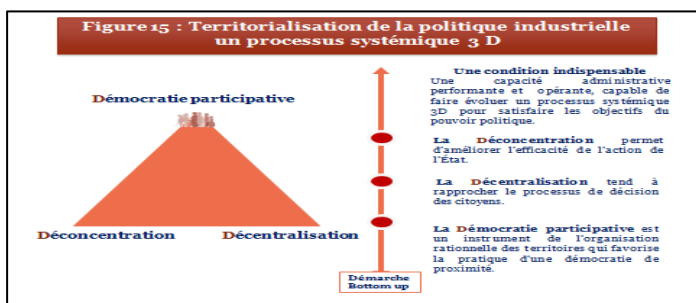 Figure 15 : Territorialisation de la politique industrielle
un processus systémique 3 D
Démocratie participative
Déconcentration
Décentralisation
Une condition indispensable
Une capacité administrative
performante et opérante, capable de
faire évoluer un processus systémique
3D pour satisfaire les objectifs du
pouvoir politique.
La Déconcentration permet
d'améliorer l'efficacité de l'action de
l'État.
La Décentralisation tend à
rapprocher le processus de décision
des citoyens.
La Démocratie participative est
un instrument de l'organisation
rationnelle des territoires qui favorise
la pratique d'une démocratie de
proximité.
Démarche
Bottom up